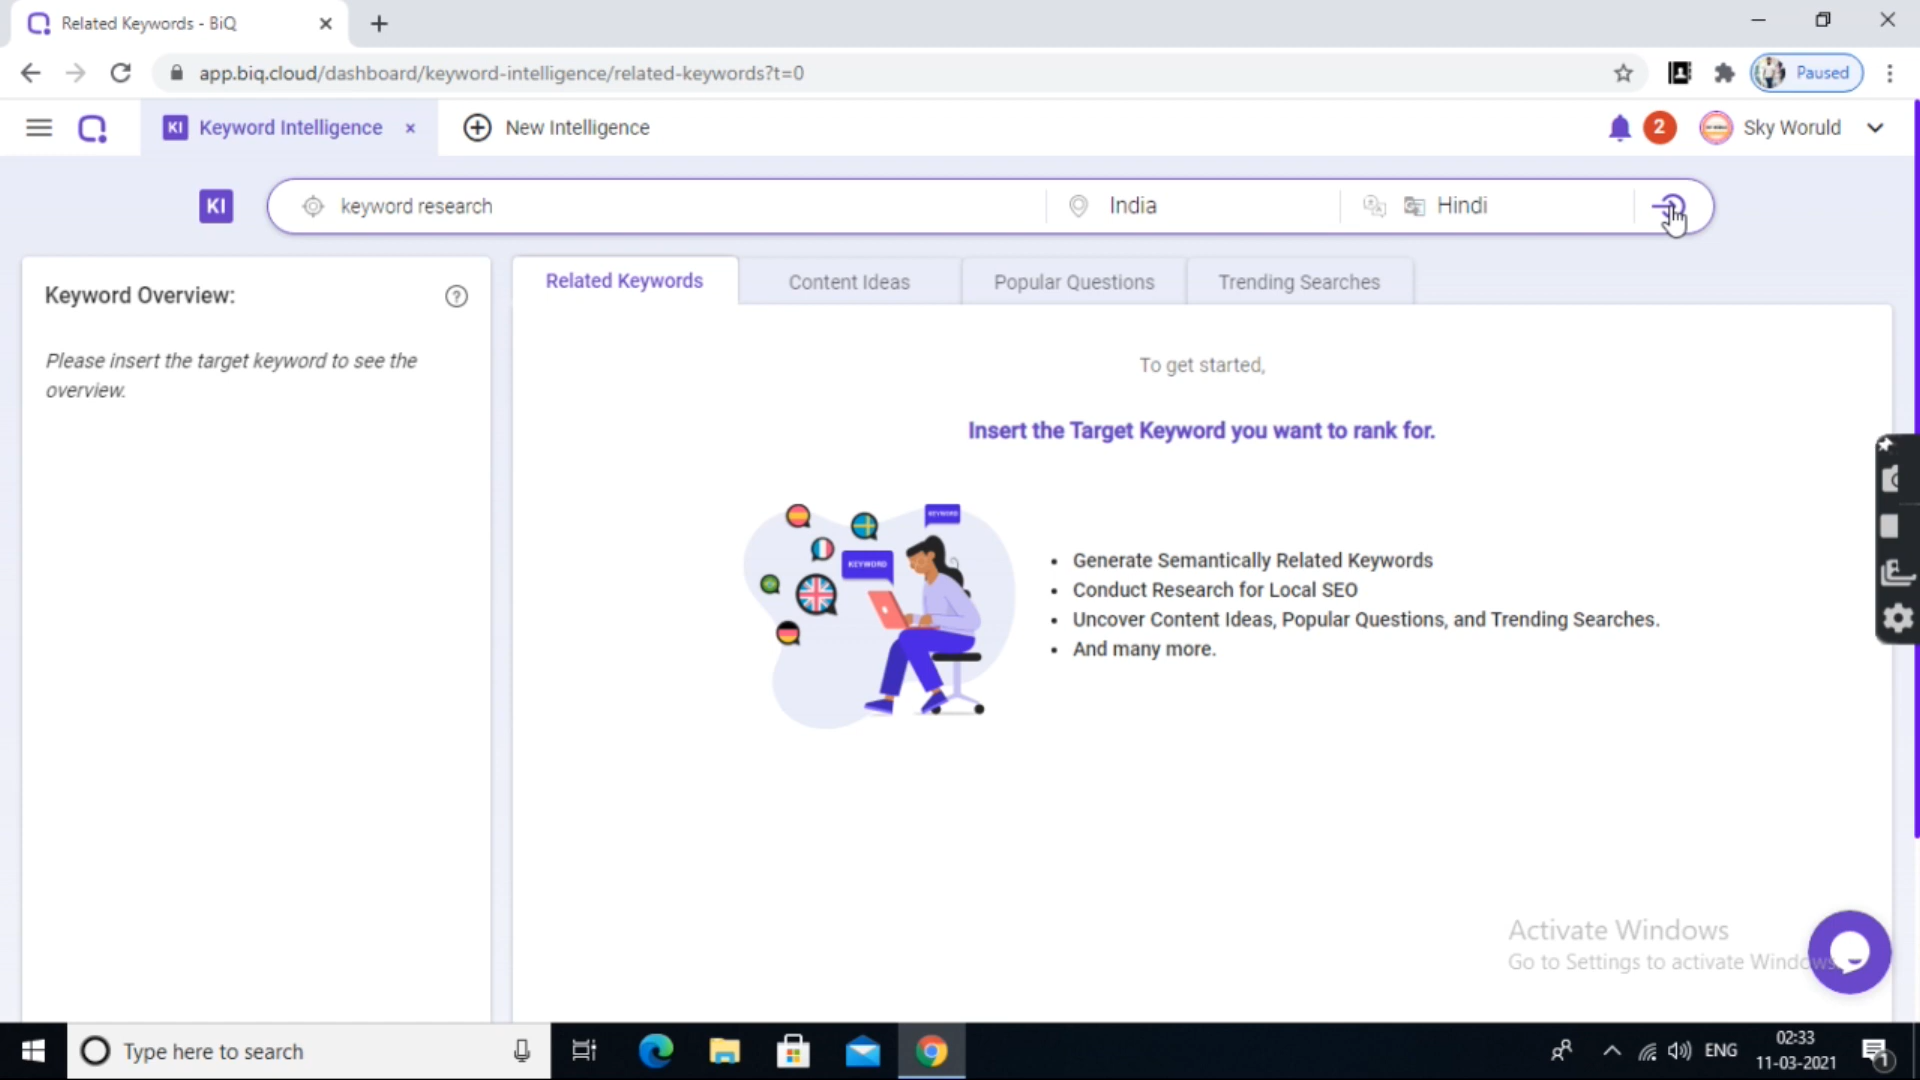 Related Keywords - BiQ
app.biq.cloud/dashboard/keyword-intelligence/related-keywords?t=0
Paused
KI Keyword Intelligence
New Intelligence
2
Sky Woruld
KI
keyword research
India
Hindi
Keyword Overview:
Please insert the target keyword to see the
overview.
Related Keywords
Content Ideas
Popular Questions
Trending Searches
To get started,
Insert the Target Keyword you want to rank for.
KEYWORD
KEYWORD
• Generate Semantically Related Keywords
• Conduct Research for Local SEO
• Uncover Content Ideas, Popular Questions, and Trending Searches.
• And many more.
Activate Windows
Go to Settings to activate Windows.
Type here to search
ENG
02:33
11-03-2021
1